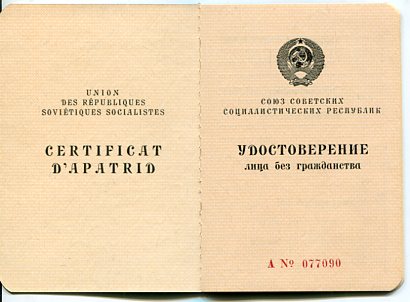 UNION
DES RÉPUBLIQUES
SOVIÉTIQUES SOCIALISTES
CERTIFICAT
D'APATRID
СОЮЗ СОВЕТСКИХ
СОЦИАЛИСТИЧЕСКИХ РЕСПУБЛИК
УДОСТОВЕРЕНИЕ
лица без гражданства
А № 077090